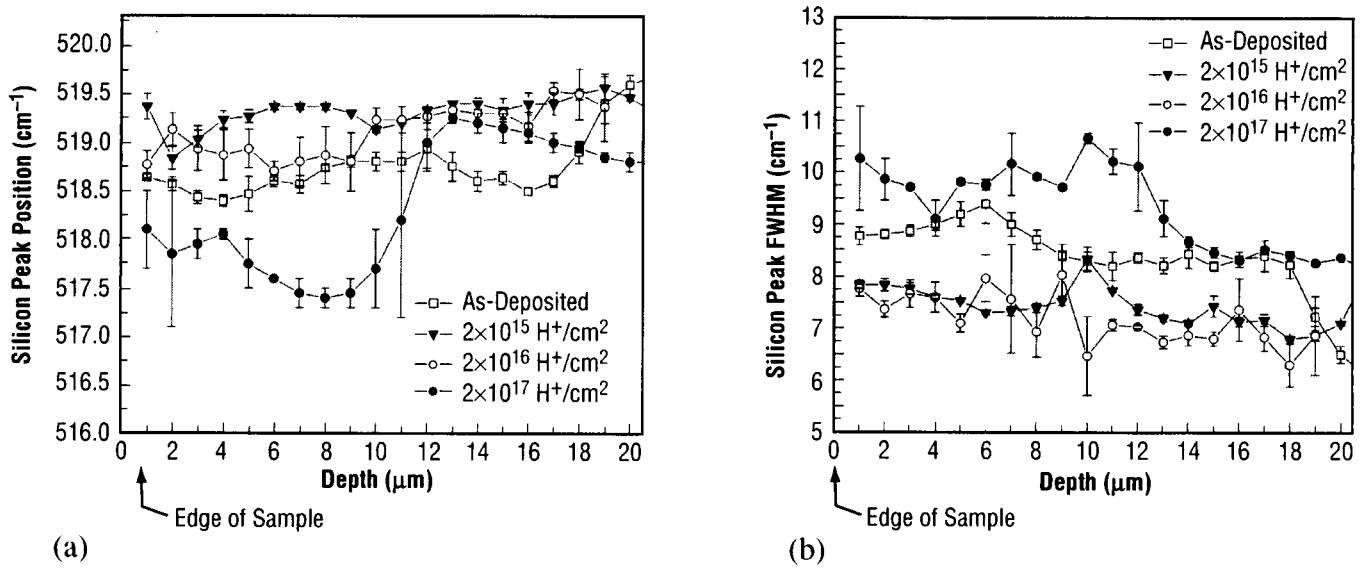 520.0
519.5
519.0
518.5
518.0
517.5
517.0
516.5
516.0
Silicon Peak Position (cm⁻¹)
As-Deposited
2×10¹⁵ H⁺/cm²
2×10¹⁶ H⁺/cm²
2×10¹⁷ H⁺/cm²
0 2 4 6 8 10 12 14 16 18 20
Depth (μm)
Edge of Sample
(a)
13
12
11
10
9
8
7
6
5
Silicon Peak FWHM (cm⁻¹)
As-Deposited
2×10¹⁵ H⁺/cm²
2×10¹⁶ H⁺/cm²
2×10¹⁷ H⁺/cm²
0 2 4 6 8 10 12 14 16 18 20
Depth (μm)
Edge of Sample
(b)